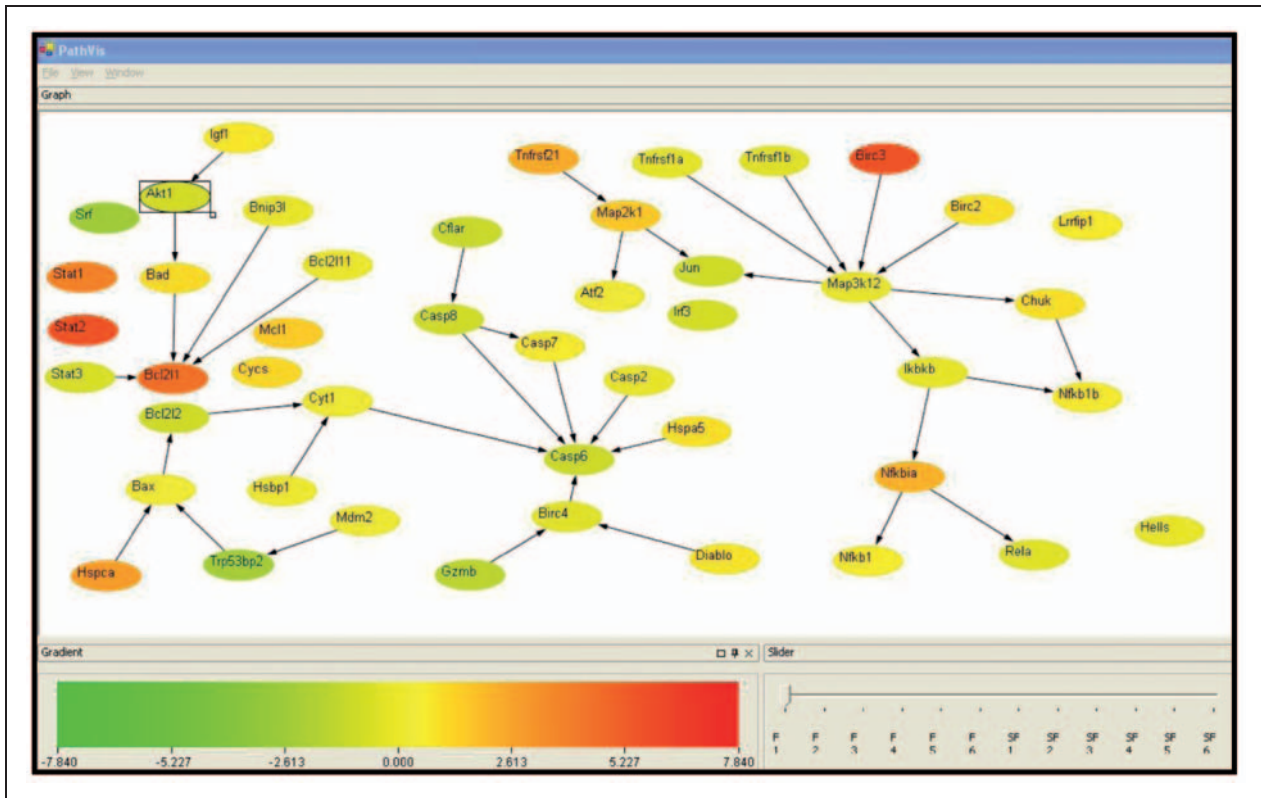 PathVis
File View Window
Graph
Igf1
Tnfrsf21
Tnfrsf1a
Tnfrsf1b
Birc3
Akt1
Srf
Bnip3l
Map2k1
Birc2
Lrrfip1
Cflar
Stat1
Bad
Bcl2l11
Jun
Map3k12
Atf2
Chuk
Stat2
Mcl1
Casp8
Irf3
Casp7
Stat3
Bcl2l1
Cycs
Casp2
Ikbkb
Nfkb1b
Bcl2l2
Cyt1
Hspa5
Casp6
Nfkbia
Bax
Hsbp1
Mdm2
Birc4
Hells
Hspca
Trp53bp2
Gzmb
Diablo
Nfkb1
Rela
Gradient
Slider
-7.840 -5.227 -2.613 0.000 2.613 5.227 7.840
F F F F F F SF SF SF SF SF SF
1 2 3 4 5 6 1 2 3 4 5 6